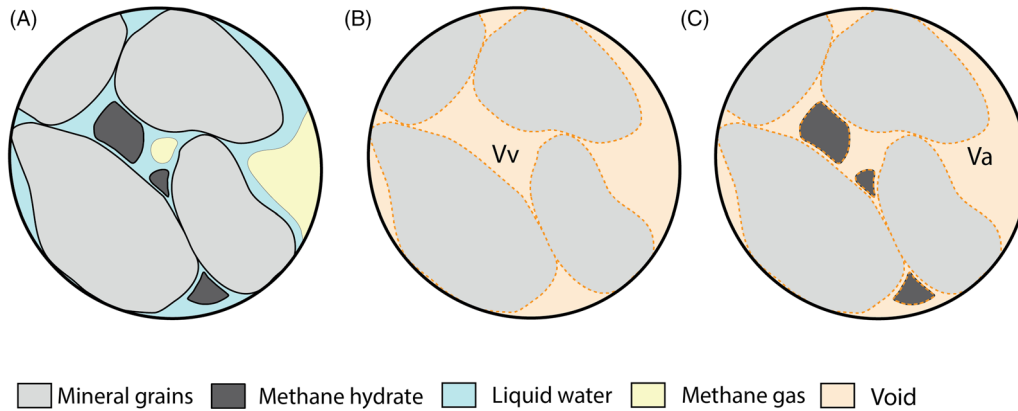 (A)
(B)
(C)
Vv
Va
Mineral grains
Methane hydrate
Liquid water
Methane gas
Void